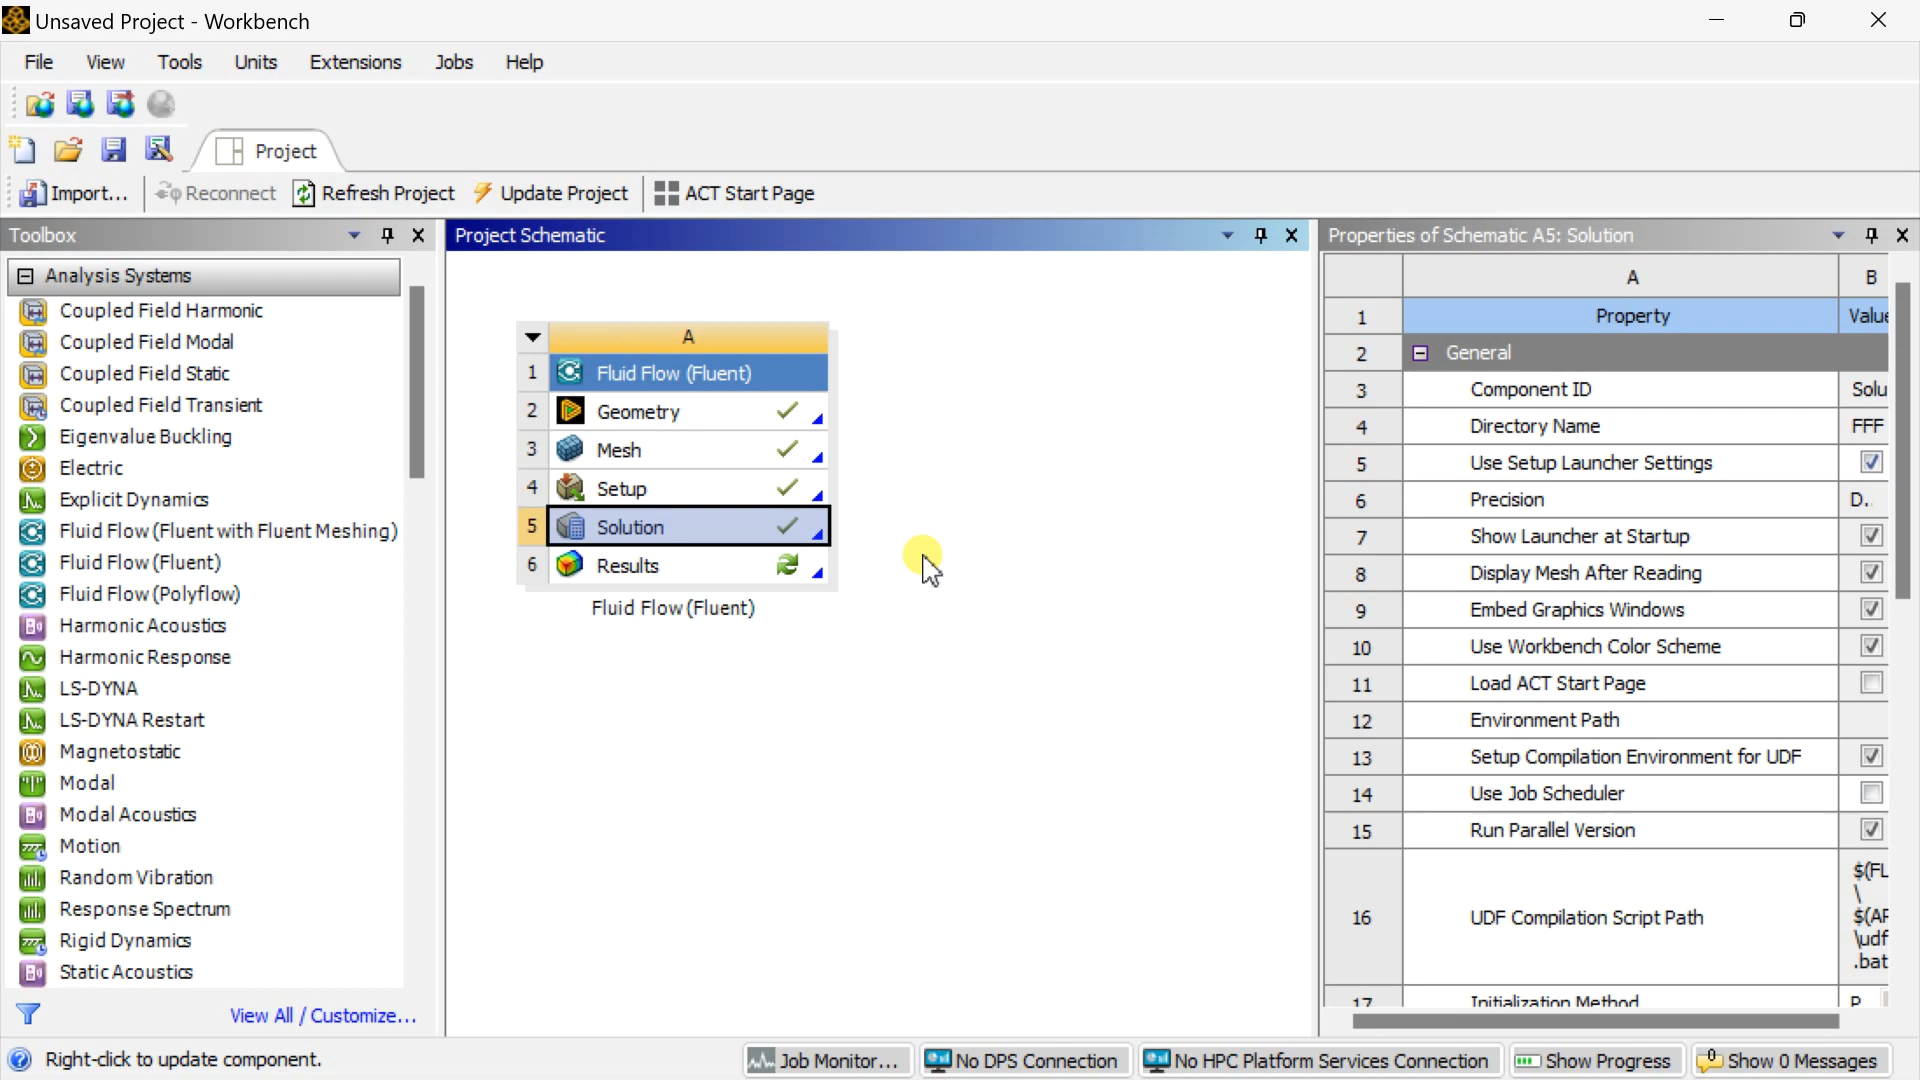 Unsaved Project - Workbench
File View Tools Units Extensions Jobs Help
Project
Import... Reconnect Refresh Project Update Project ACT Start Page
Toolbox
Analysis Systems
Coupled Field Harmonic
Coupled Field Modal
Coupled Field Static
Coupled Field Transient
Eigenvalue Buckling
Electric
Explicit Dynamics
Fluid Flow (Fluent with Fluent Meshing)
Fluid Flow (Fluent)
Fluid Flow (Polyflow)
Harmonic Acoustics
Harmonic Response
LS-DYNA
LS-DYNA Restart
Magnetostatic
Modal
Modal Acoustics
Motion
Random Vibration
Response Spectrum
Rigid Dynamics
Static Acoustics
View All / Customize...
Project Schematic
A
1 Fluid Flow (Fluent)
2 Geometry
3 Mesh
4 Setup
5 Solution
6 Results
Fluid Flow (Fluent)
Properties of Schematic A5: Solution
A B
1 Property Value
2 General
3 Component ID Solu
4 Directory Name FFF
5 Use Setup Launcher Settings
6 Precision D..
7 Show Launcher at Startup
8 Display Mesh After Reading
9 Embed Graphics Windows
10 Use Workbench Color Scheme
11 Load ACT Start Page
12 Environment Path
13 Setup Compilation Environment for UDF
14 Use Job Scheduler
15 Run Parallel Version
16 UDF Compilation Script Path
$(FL
\
$(AF
\udf
.bat
17 Initialization Method P
Right-click to update component.
Job Monitor... No DPS Connection No HPC Platform Services Connection Show Progress Show 0 Messages